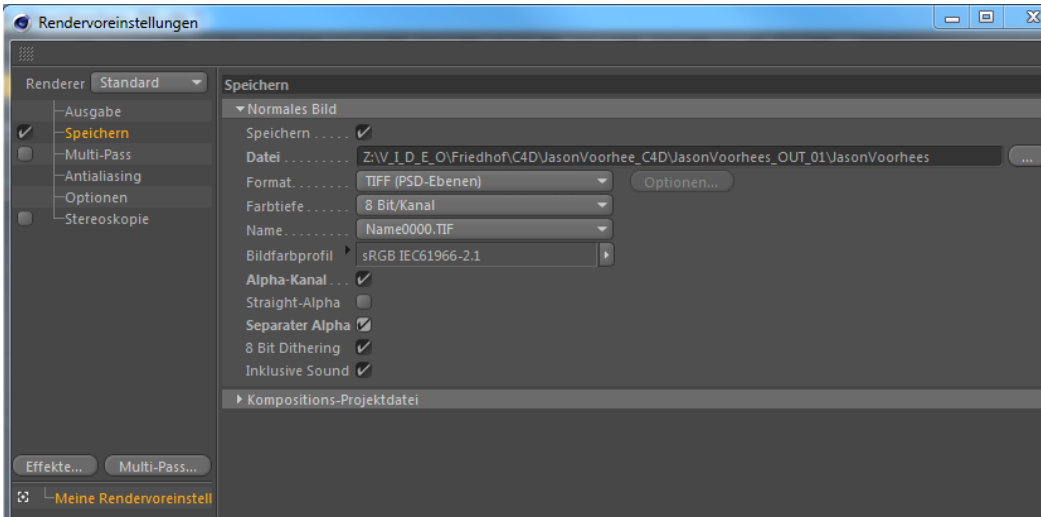 Rendervoreinstellungen
Renderer Standard
Ausgabe
Speichern
Multi-Pass
Antialiasing
Optionen
Stereoskopie
Effekte... Multi-Pass...
Meine Rendervoreinstell
Speichern
Normales Bild
Speichern . . . . . 
Datei . . . . . . . . . Z:\V_I_D_E_O\Friedhof\C4D\JasonVoorhee_C4D\JasonVoorhees_OUT_01\JasonVoorhees ...
Format. . . . . . . . TIFF (PSD-Ebenen) Optionen...
Farbtiefe . . . . . . 8 Bit/Kanal
Name. . . . . . . . . Name0000.TIF
Bildfarbprofil sRGB IEC61966-2.1
Alpha-Kanal . . .
Straight-Alpha
Separater Alpha
8 Bit Dithering
Inklusive Sound
Kompositions-Projektdatei